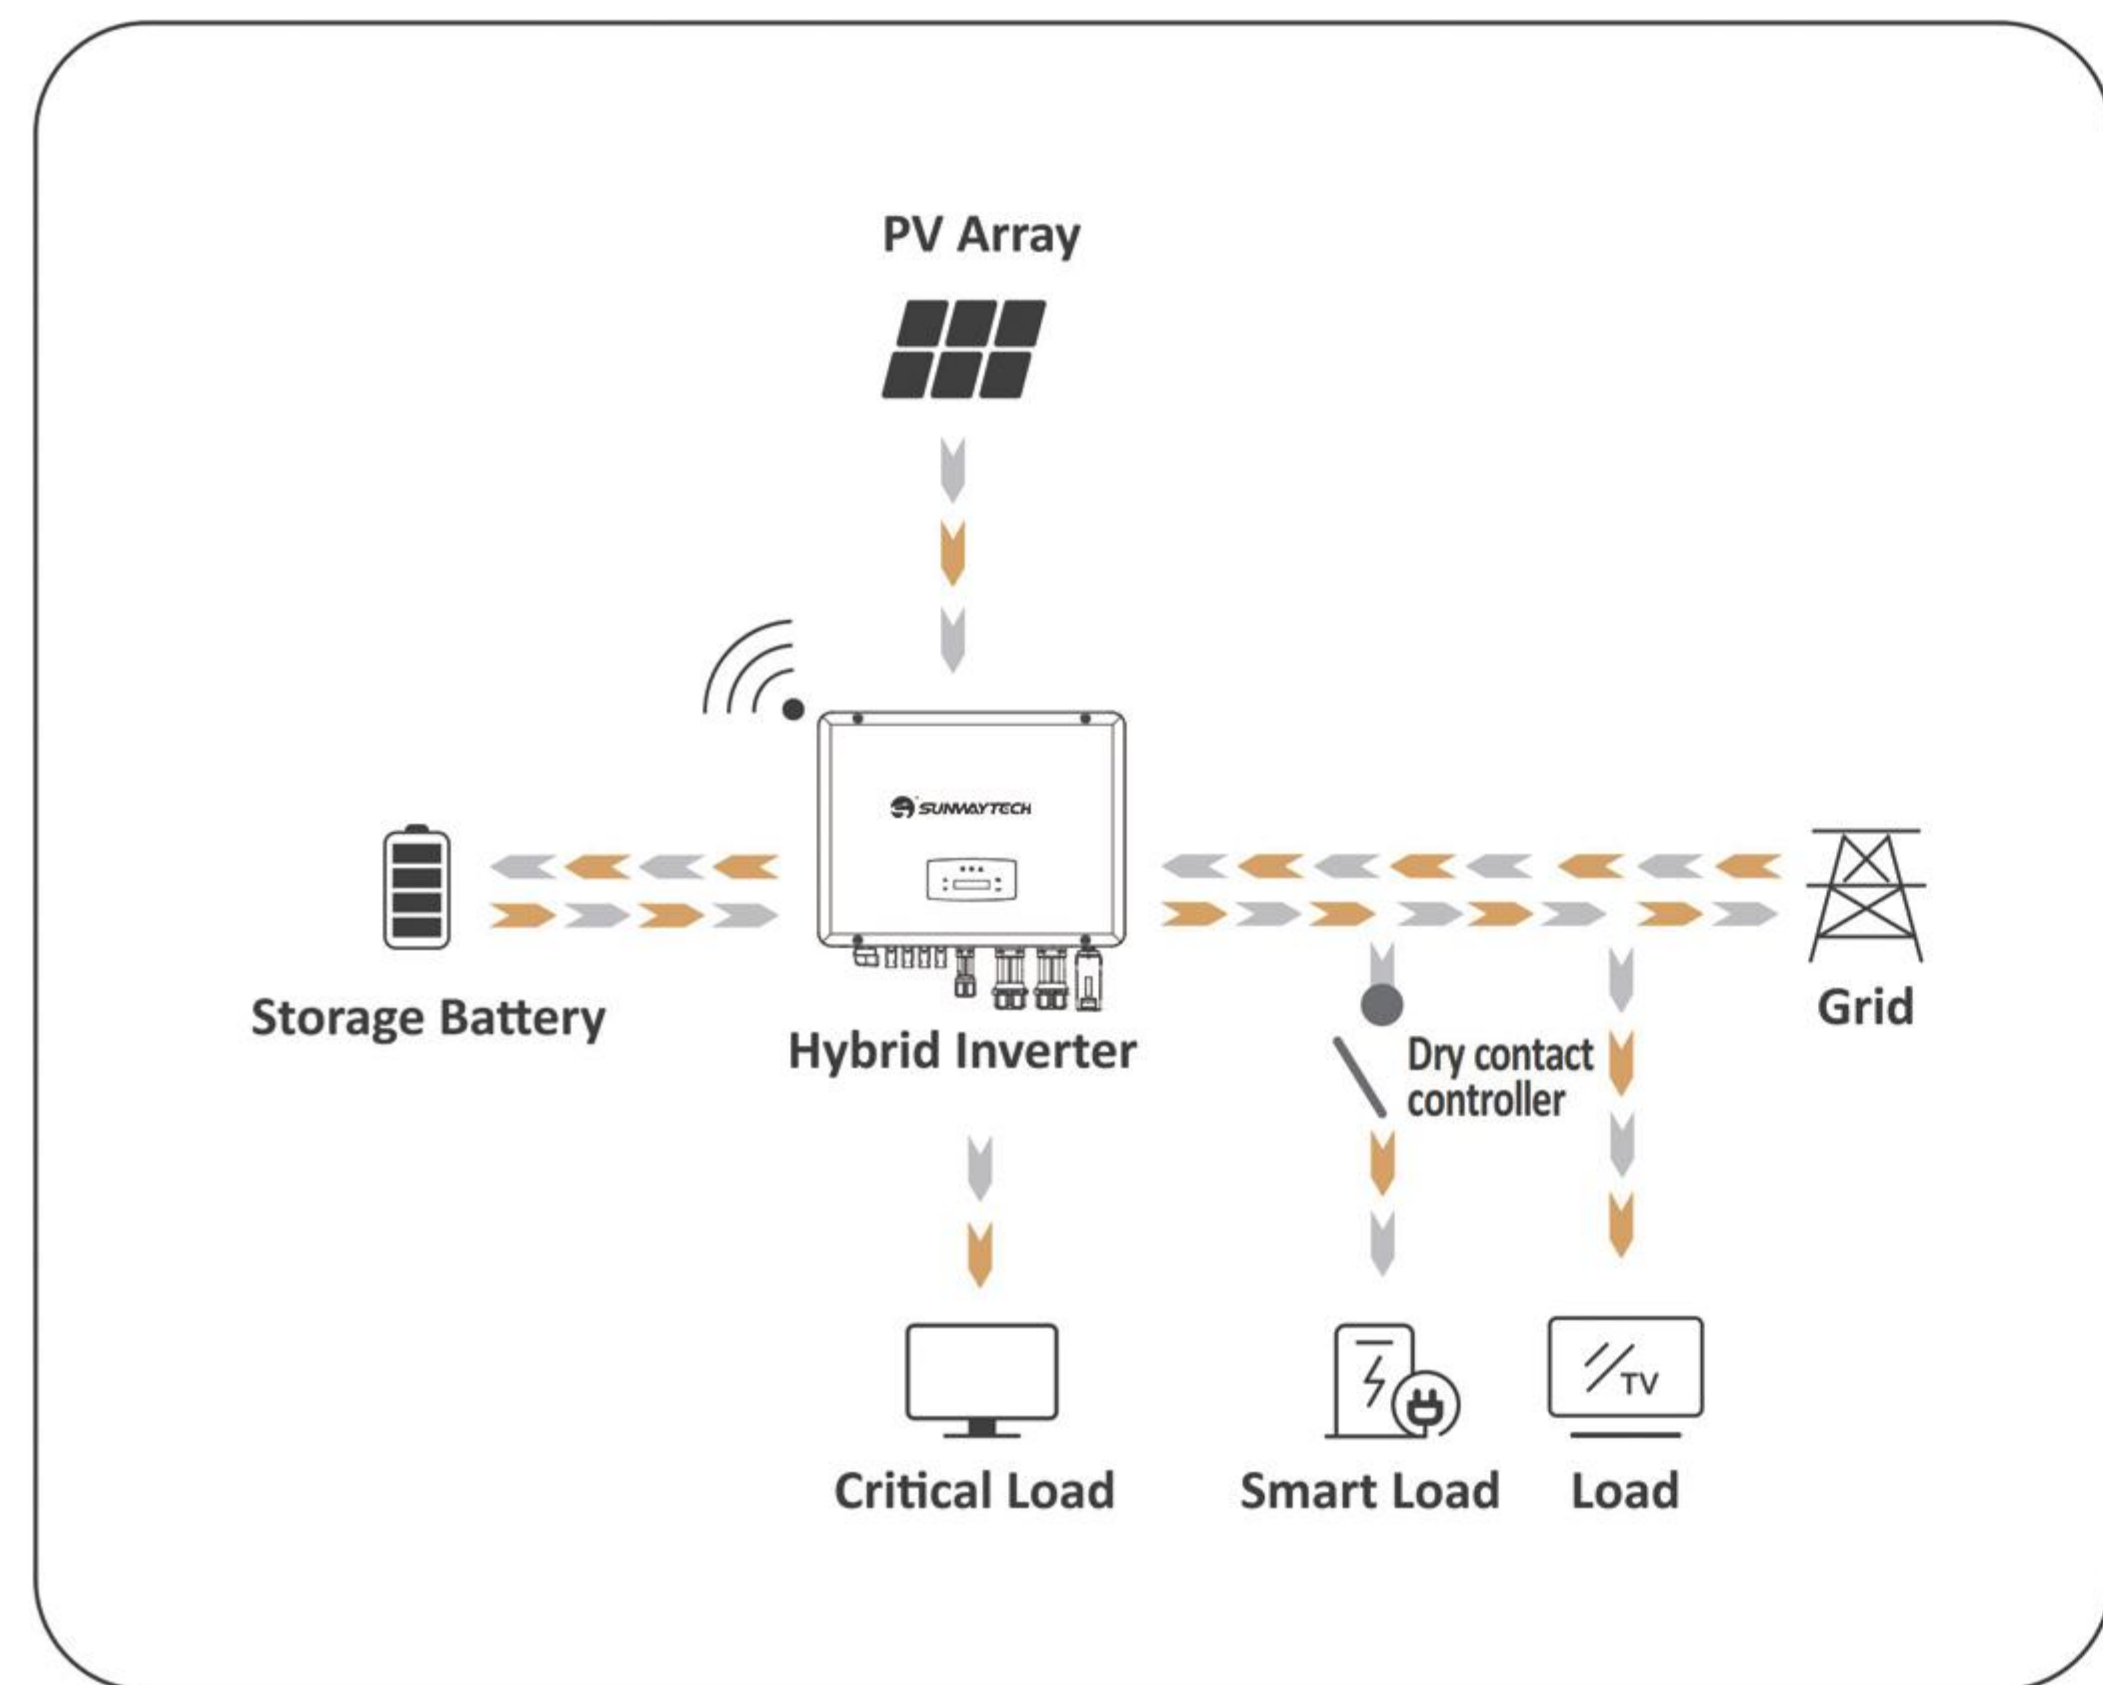 PV Array
SUNWAYTECH
Storage Battery
Hybrid Inverter
Grid
Dry contact
controller
TV
Critical Load
Smart Load
Load